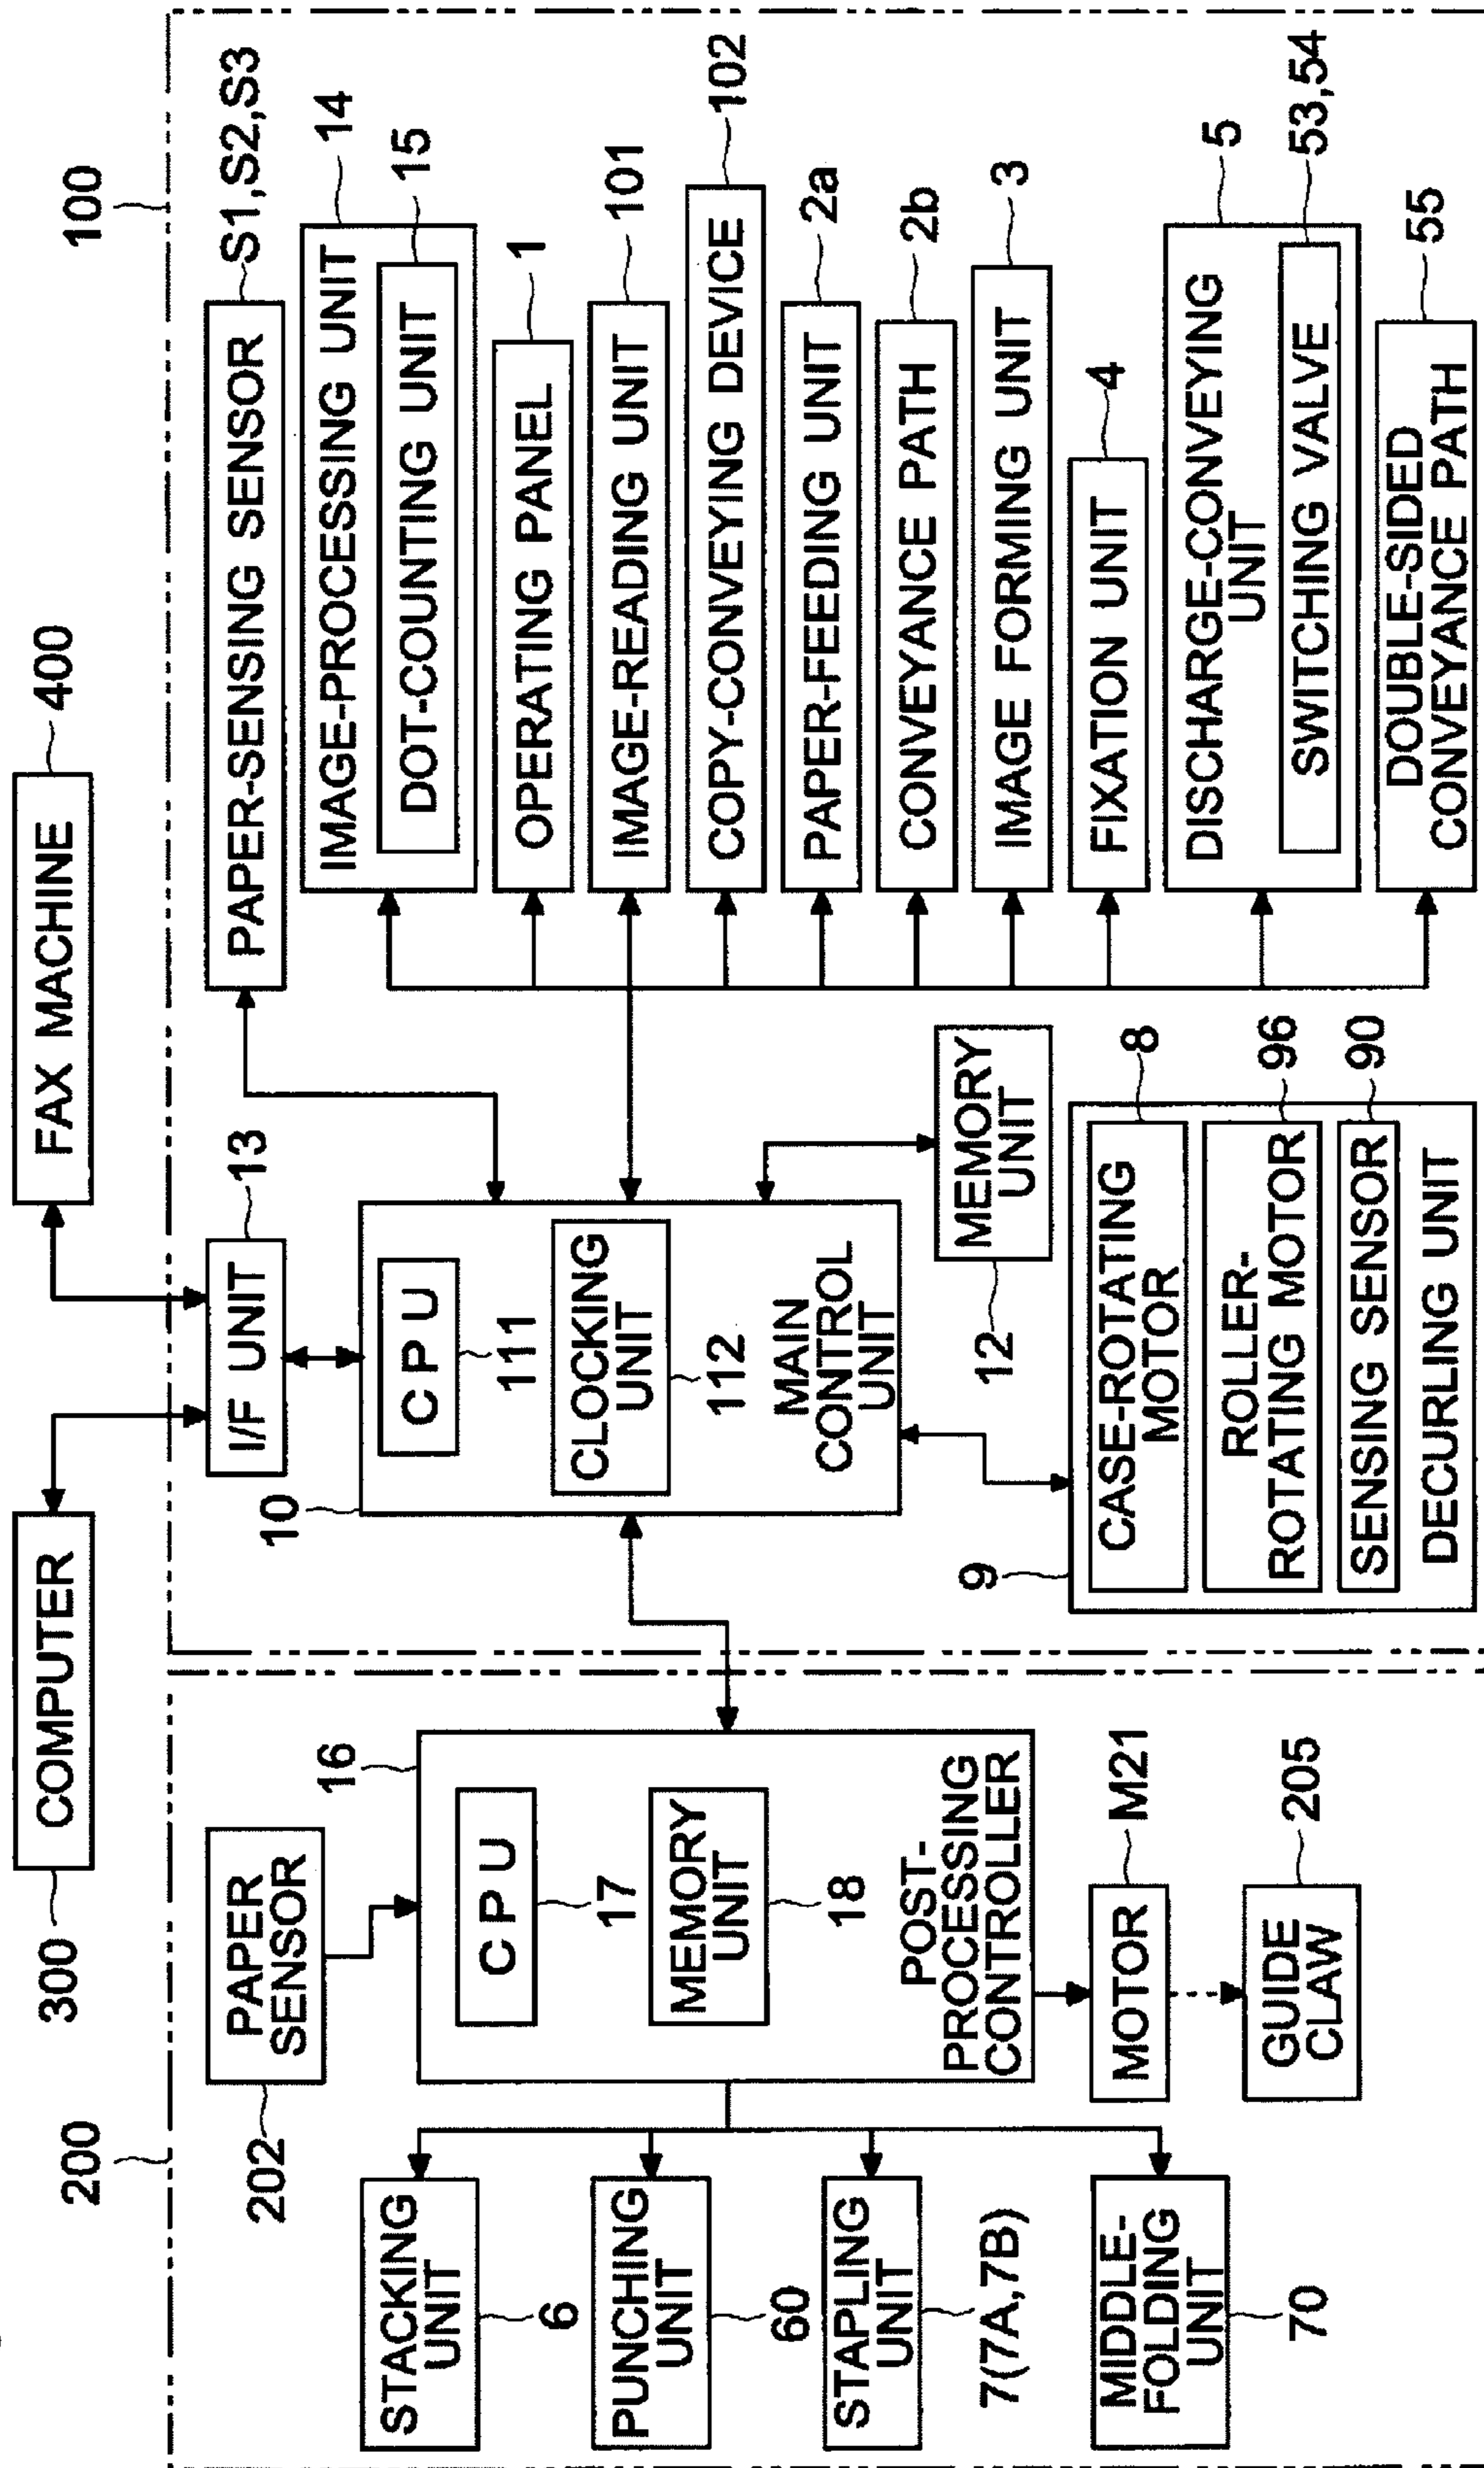 COMPUTER
300
FAX MACHINE
400
200
100
PAPER
SENSOR
202
16
C P U
17
MEMORY
UNIT
18
POST-
PROCESSING
CONTROLLER
STACKING
UNIT
6
PUNCHING
UNIT
60
STAPLING
UNIT
7(7A,7B)
MIDDLE-
FOLDING
UNIT
70
MOTOR
M21
GUIDE
CLAW
205
I/F UNIT
13
10
C P U
111
CLOCKING
UNIT
112
MAIN
CONTROL
UNIT
MEMORY
UNIT
12
9
CASE-ROTATING
MOTOR
8
ROLLER-
ROTATING MOTOR
96
SENSING SENSOR
90
DECURLING UNIT
PAPER-SENSING SENSOR
S1,S2,S3
IMAGE-PROCESSING UNIT
14
DOT-COUNTING UNIT
15
OPERATING PANEL
1
IMAGE-READING UNIT
101
COPY-CONVEYING DEVICE
102
PAPER-FEEDING UNIT
2a
CONVEYANCE PATH
2b
IMAGE FORMING UNIT
3
FIXATION UNIT
4
DISCHARGE-CONVEYING
UNIT
5
SWITCHING VALVE
53,54
DOUBLE-SIDED
CONVEYANCE PATH
55